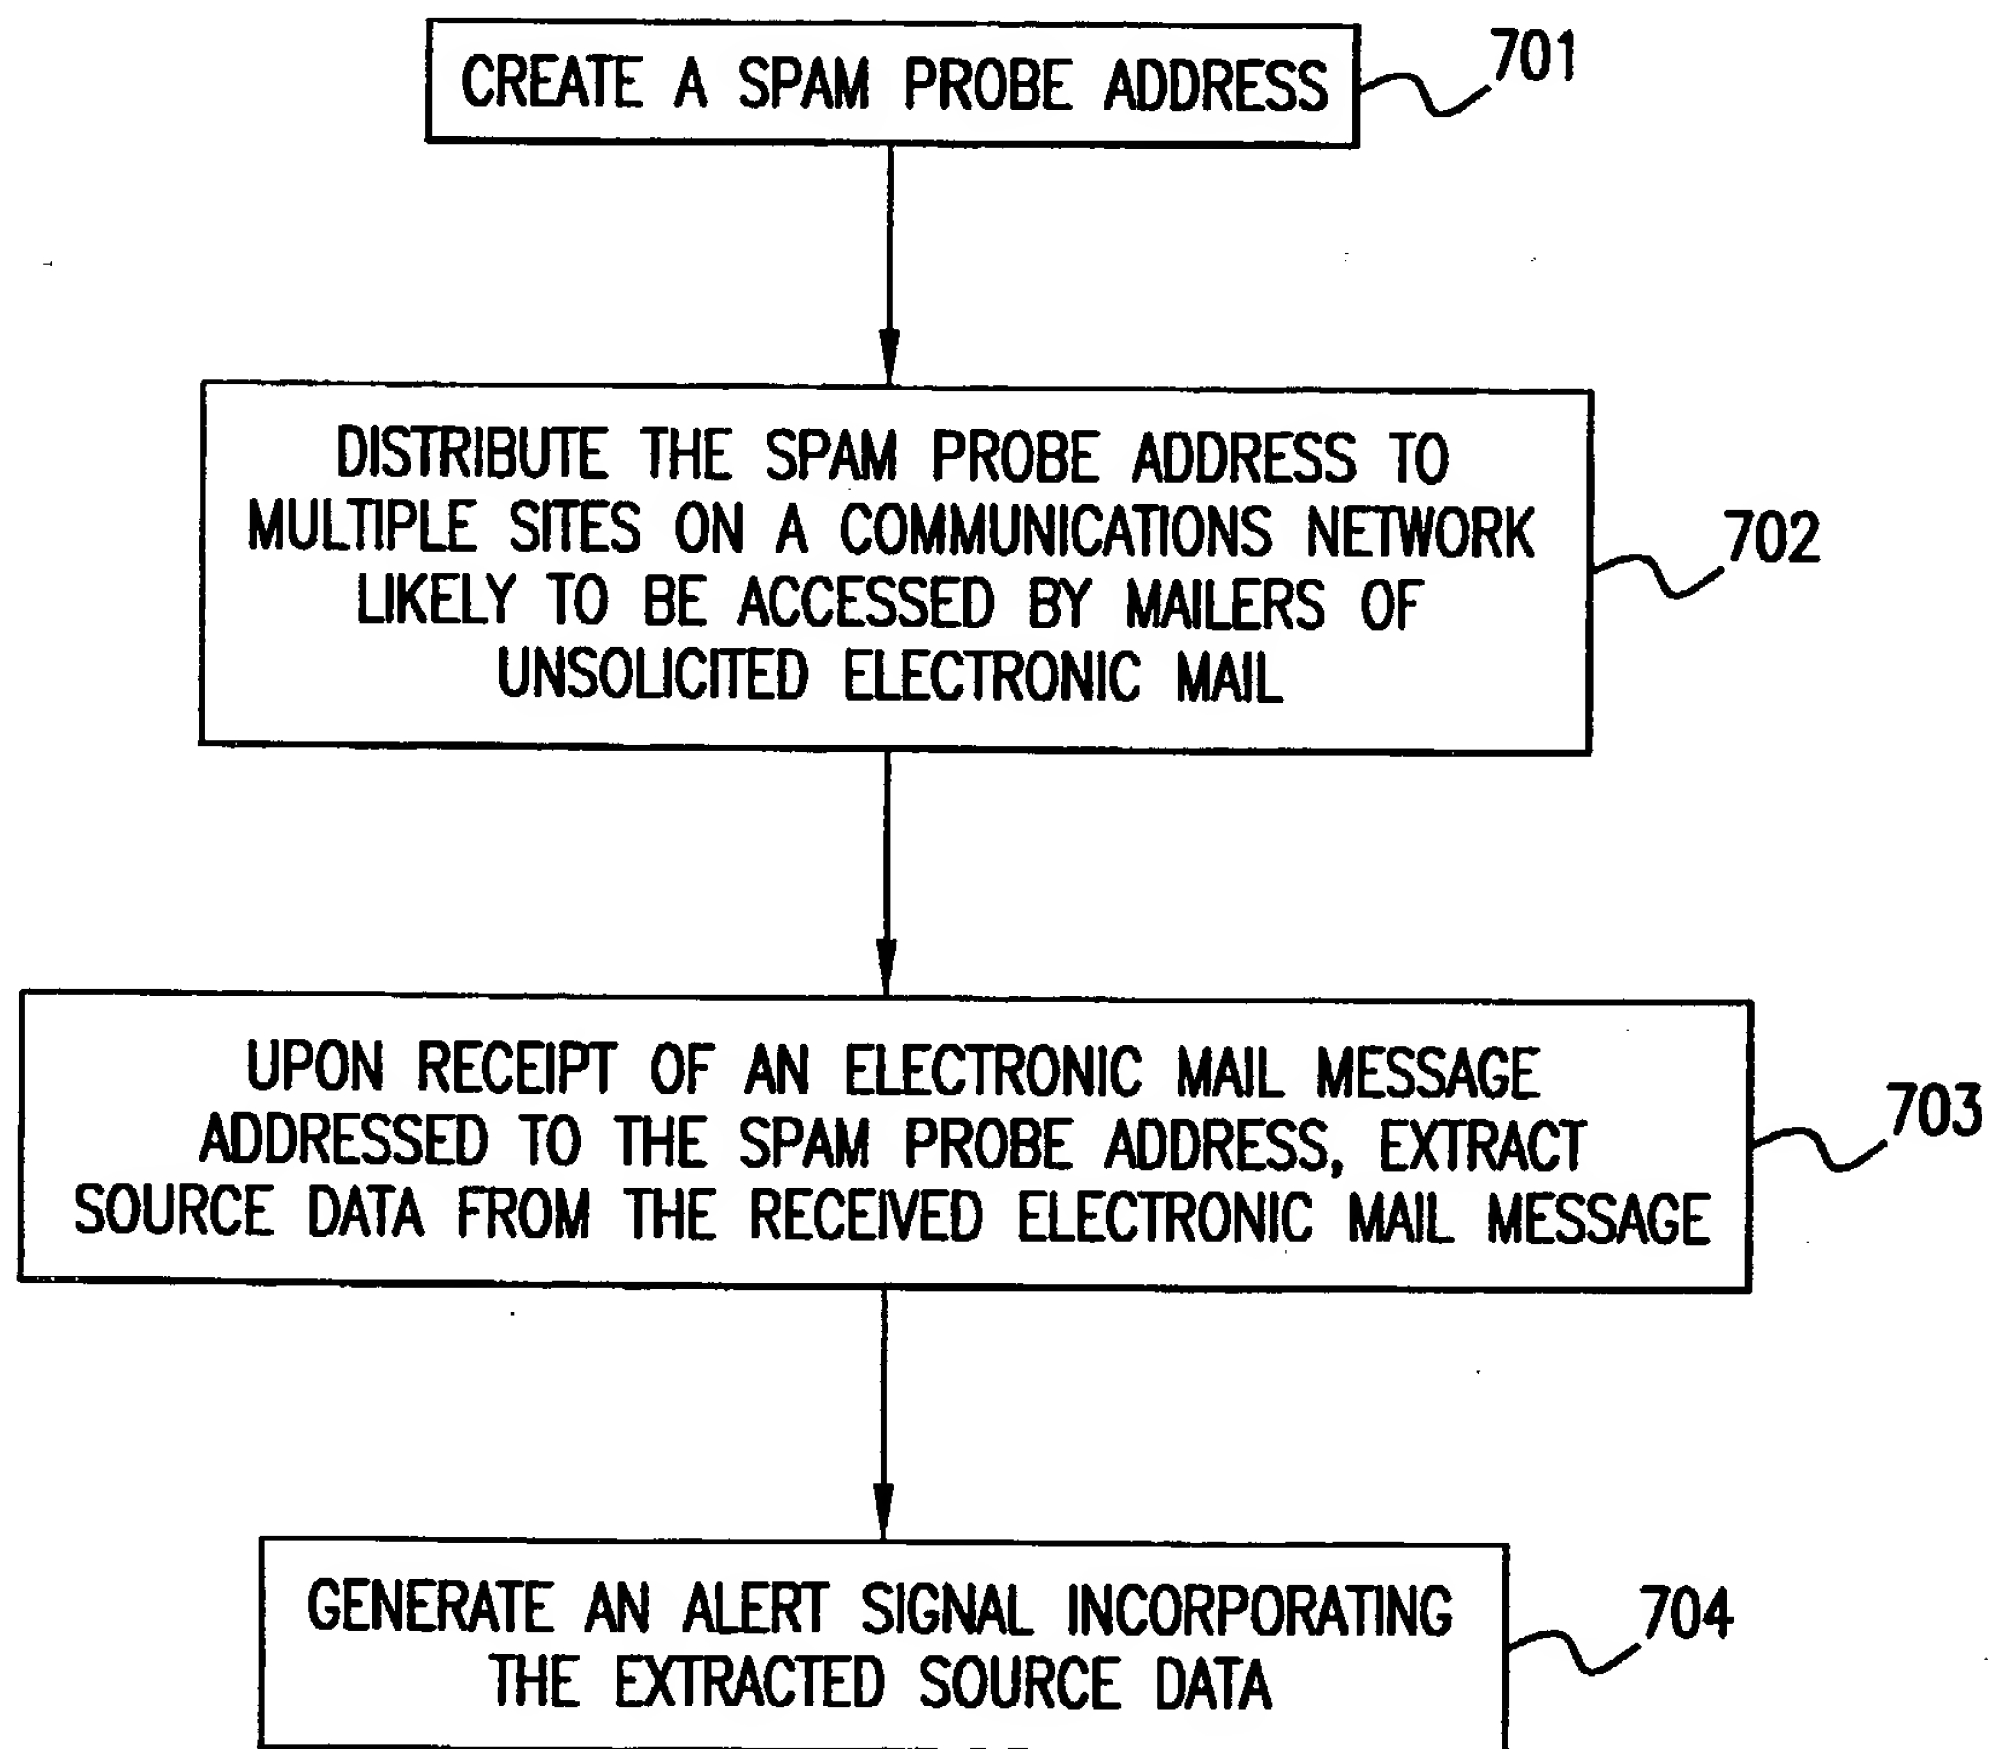 CREATE A SPAM PROBE ADDRESS
701
DISTRIBUTE THE SPAM PROBE ADDRESS TO
MULTIPLE SITES ON A COMMUNICATIONS NETWORK
LIKELY TO BE ACCESSED BY MAILERS OF
UNSOLICITED ELECTRONIC MAIL
702
UPON RECEIPT OF AN ELECTRONIC MAIL MESSAGE
ADDRESSED TO THE SPAM PROBE ADDRESS, EXTRACT
SOURCE DATA FROM THE RECEIVED ELECTRONIC MAIL MESSAGE
703
GENERATE AN ALERT SIGNAL INCORPORATING
THE EXTRACTED SOURCE DATA
704